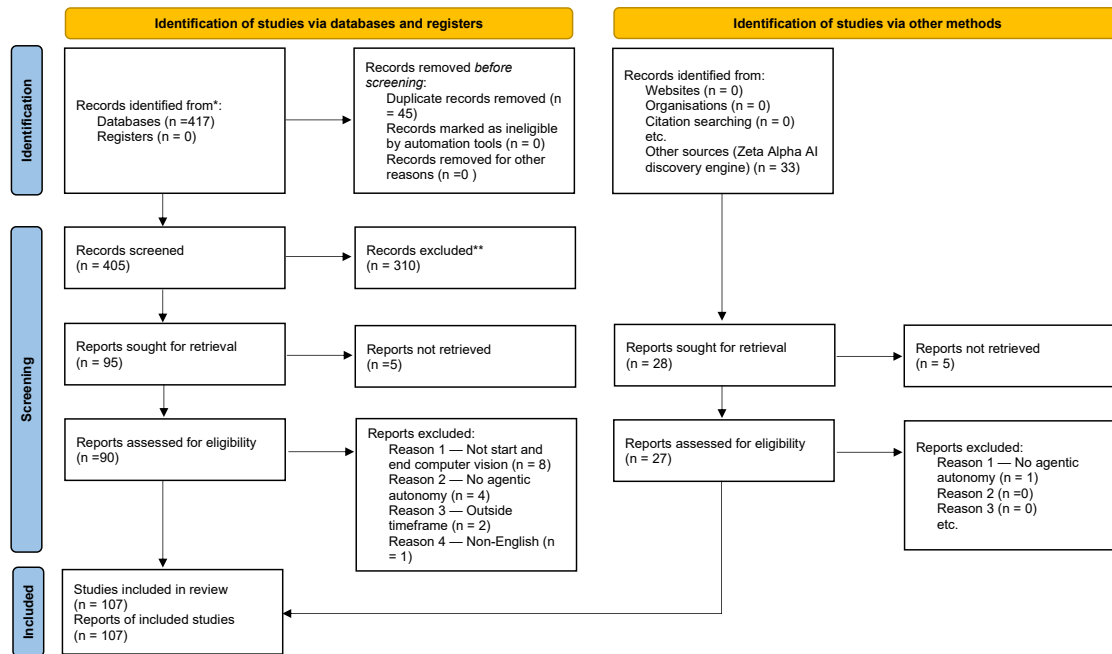 Identification of studies via databases and registers
Identification of studies via other methods
Identification
Records identified from*:
Databases (n =417)
Registers (n = 0)
Records removed before
screening:
Duplicate records removed (n
= 45)
Records marked as ineligible
by automation tools (n = 0)
Records removed for other
reasons (n =0 )
Records identified from:
Websites (n = 0)
Organisations (n = 0)
Citation searching (n = 0)
etc.
Other sources (Zeta Alpha AI
discovery engine) (n = 33)
Screening
Records screened
(n = 405)
Records excluded**
(n = 310)
Reports sought for retrieval
(n = 95)
Reports not retrieved
(n =5)
Reports sought for retrieval
(n = 28)
Reports not retrieved
(n = 5)
Reports assessed for eligibility
(n =90)
Reports excluded:
Reason 1 — Not start and
end computer vision (n = 8)
Reason 2 — No agentic
autonomy (n = 4)
Reason 3 — Outside
timeframe (n = 2)
Reason 4 — Non-English (n
= 1)
Reports assessed for eligibility
(n = 27)
Reports excluded:
Reason 1 — No agentic
autonomy (n = 1)
Reason 2 (n =0)
Reason 3 (n = 0)
etc.
Included
Studies included in review
(n = 107)
Reports of included studies
(n = 107)